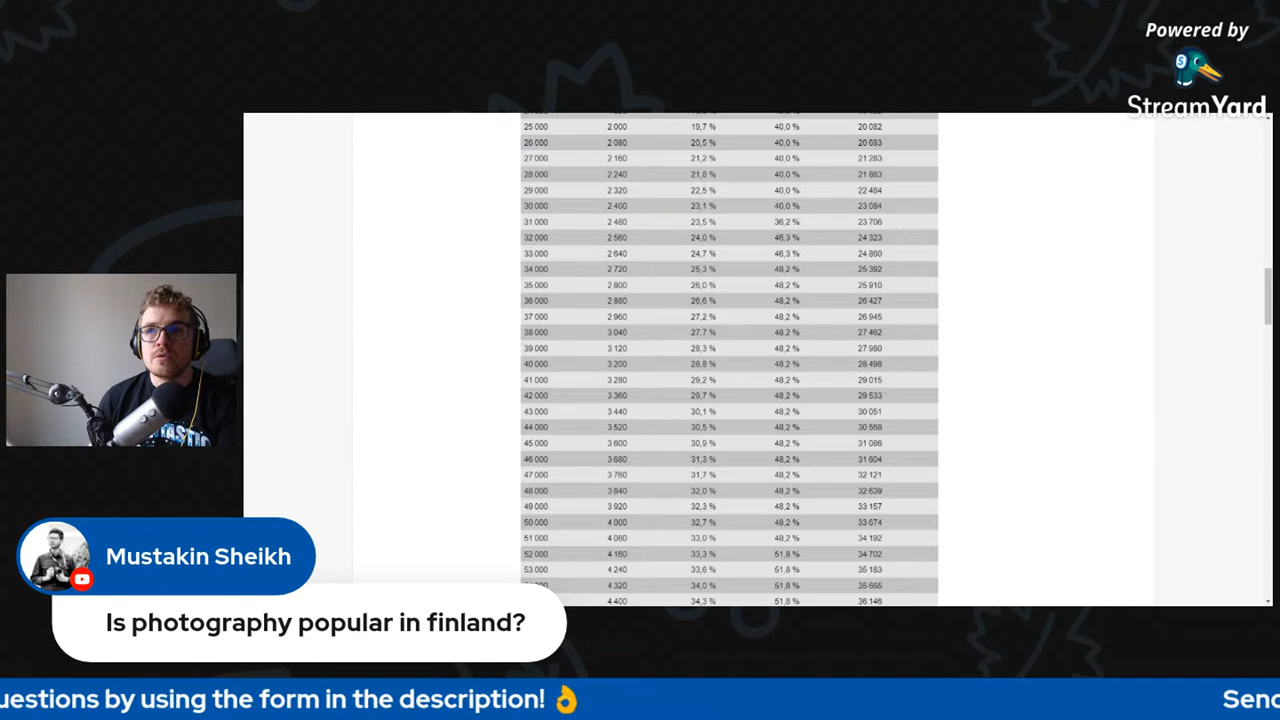 Powered by
StreamYard
25 000 2 000 19,7 % 40,0 % 20 082
26 000 2 080 20,5 % 40,0 % 20 683
27 000 2 160 21,2 % 40,0 % 21 283
28 000 2 240 21,8 % 40,0 % 21 883
29 000 2 320 22,5 % 40,0 % 22 484
30 000 2 400 23,1 % 40,0 % 23 084
31 000 2 480 23,5 % 36,2 % 23 706
32 000 2 560 24,0 % 46,3 % 24 323
33 000 2 640 24,7 % 46,3 % 24 860
34 000 2 720 25,3 % 48,2 % 25 392
35 000 2 800 26,0 % 48,2 % 25 910
36 000 2 880 26,6 % 48,2 % 26 427
37 000 2 960 27,2 % 48,2 % 26 945
38 000 3 040 27,7 % 48,2 % 27 462
39 000 3 120 28,3 % 48,2 % 27 980
40 000 3 200 28,8 % 48,2 % 28 498
41 000 3 280 29,2 % 48,2 % 29 015
42 000 3 360 29,7 % 48,2 % 29 533
43 000 3 440 30,1 % 48,2 % 30 051
44 000 3 520 30,5 % 48,2 % 30 568
45 000 3 600 30,9 % 48,2 % 31 086
46 000 3 680 31,3 % 48,2 % 31 604
47 000 3 760 31,7 % 48,2 % 32 121
48 000 3 840 32,0 % 48,2 % 32 639
49 000 3 920 32,3 % 48,2 % 33 157
50 000 4 000 32,7 % 48,2 % 33 674
51 000 4 080 33,0 % 48,2 % 34 192
52 000 4 160 33,3 % 51,8 % 34 702
53 000 4 240 33,6 % 51,8 % 35 183
4 320 34,0 % 51,8 % 35 665
4 400 34,3 % 51,8 % 36 146
Mustakin Sheikh
Is photography popular in finland?
uestions by using the form in the description! 👌 Send